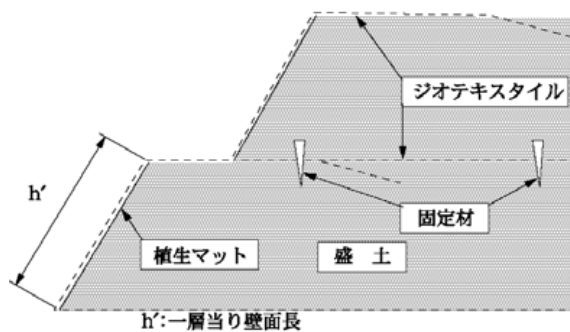 ジオテキスタイル
h′
固定材
植生マット
盛　土
h′:一層当り壁面長